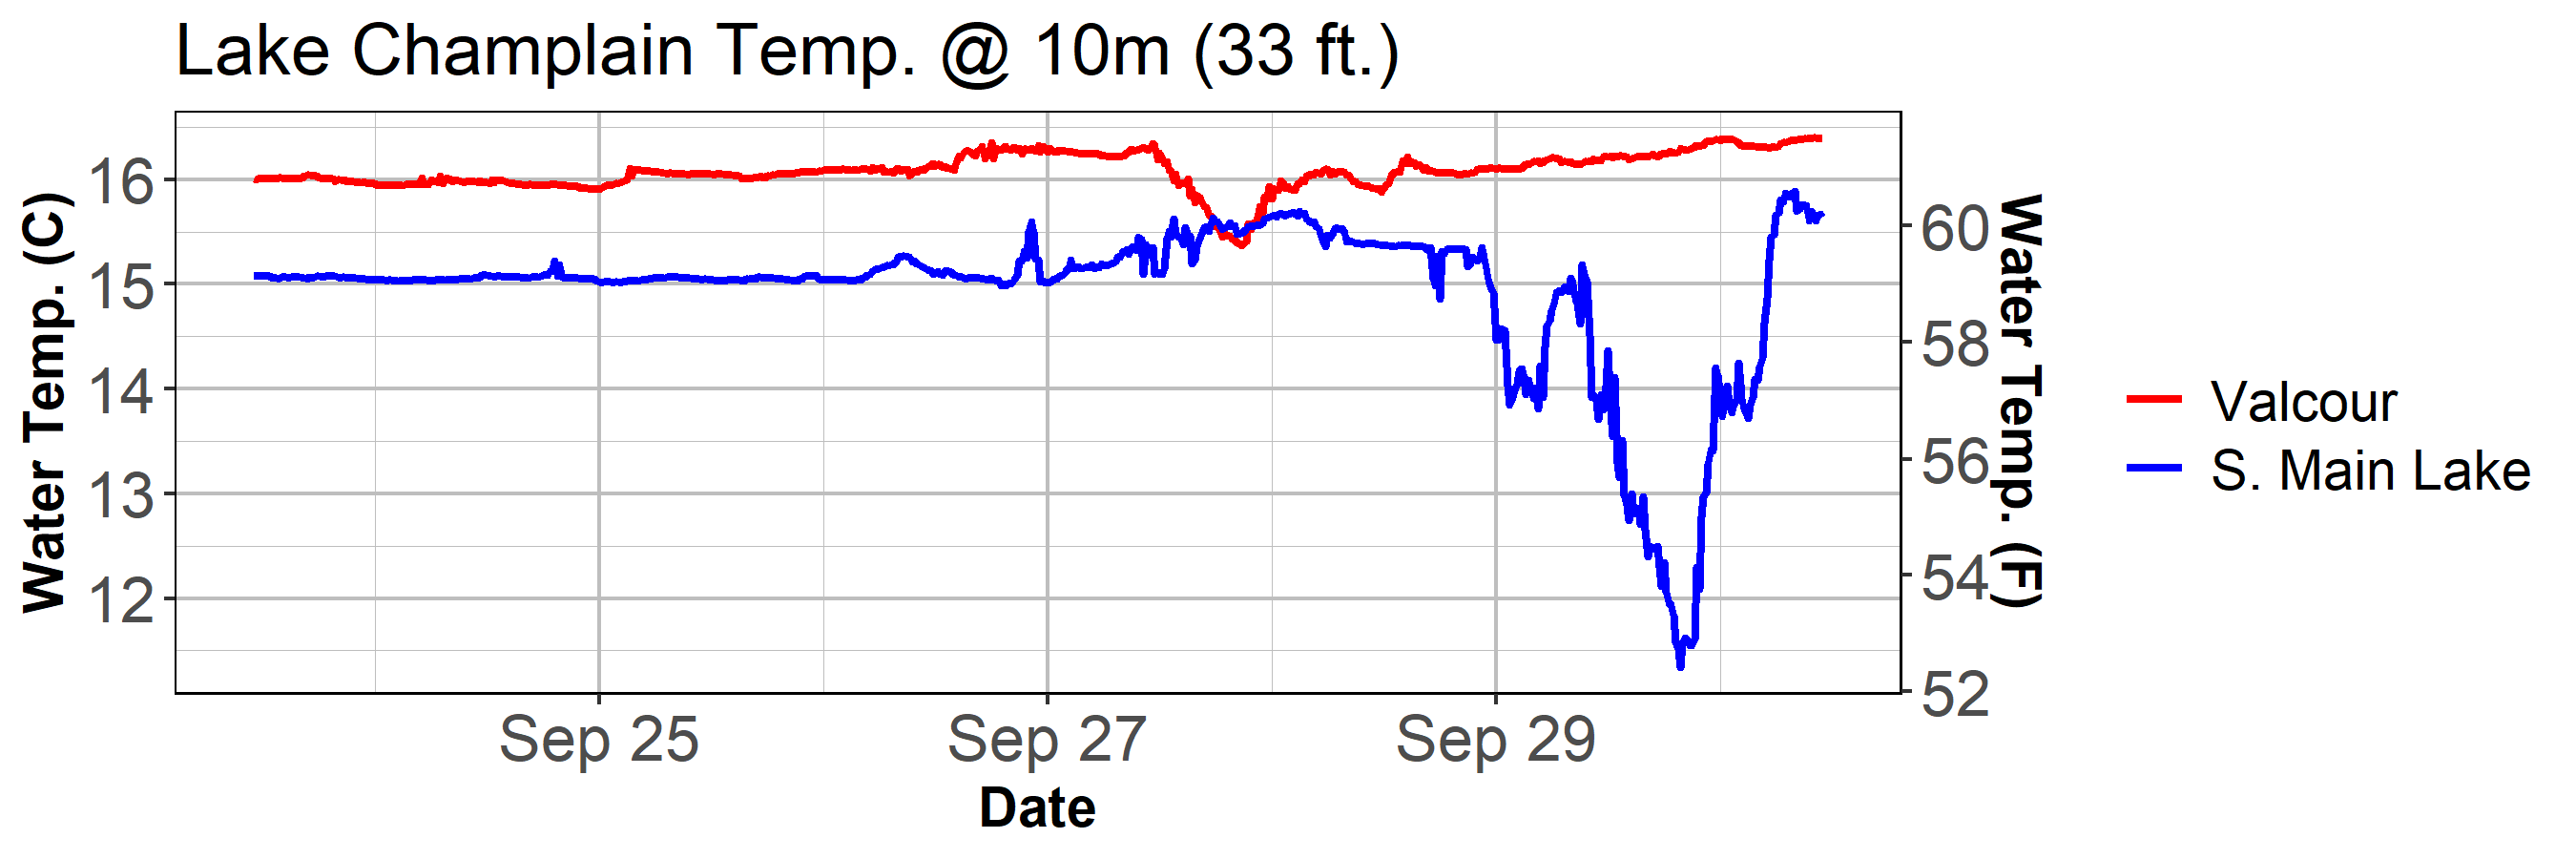 Lake Champlain Temp. @ 10m (33 ft.)
Water Temp. (C)
16
15
14
13
12
60
58
56
54
52
Water Temp. (F)
Sep 25
Sep 27
Sep 29
Date
Valcour
S. Main Lake